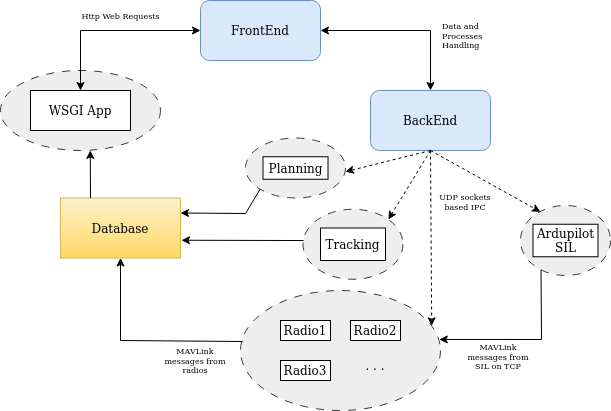 Http Web Requests
FrontEnd
Data and
Processes
Handling
WSGI App
BackEnd
Planning
UDP sockets
based IPC
Database
Tracking
Ardupilot
SIL
Radio1
Radio2
Radio3
. . .
MAVLink
messages from
radios
MAVLink
messages from
SIL on TCP